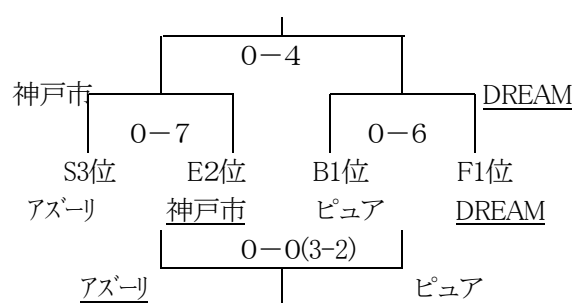 0-4
神戸市 DREAM
0-7 0-6
S3位 E2位 B1位 F1位
アズーリ 神戸市 ピュア DREAM
0-0(3-2)
アズーリ ピュア